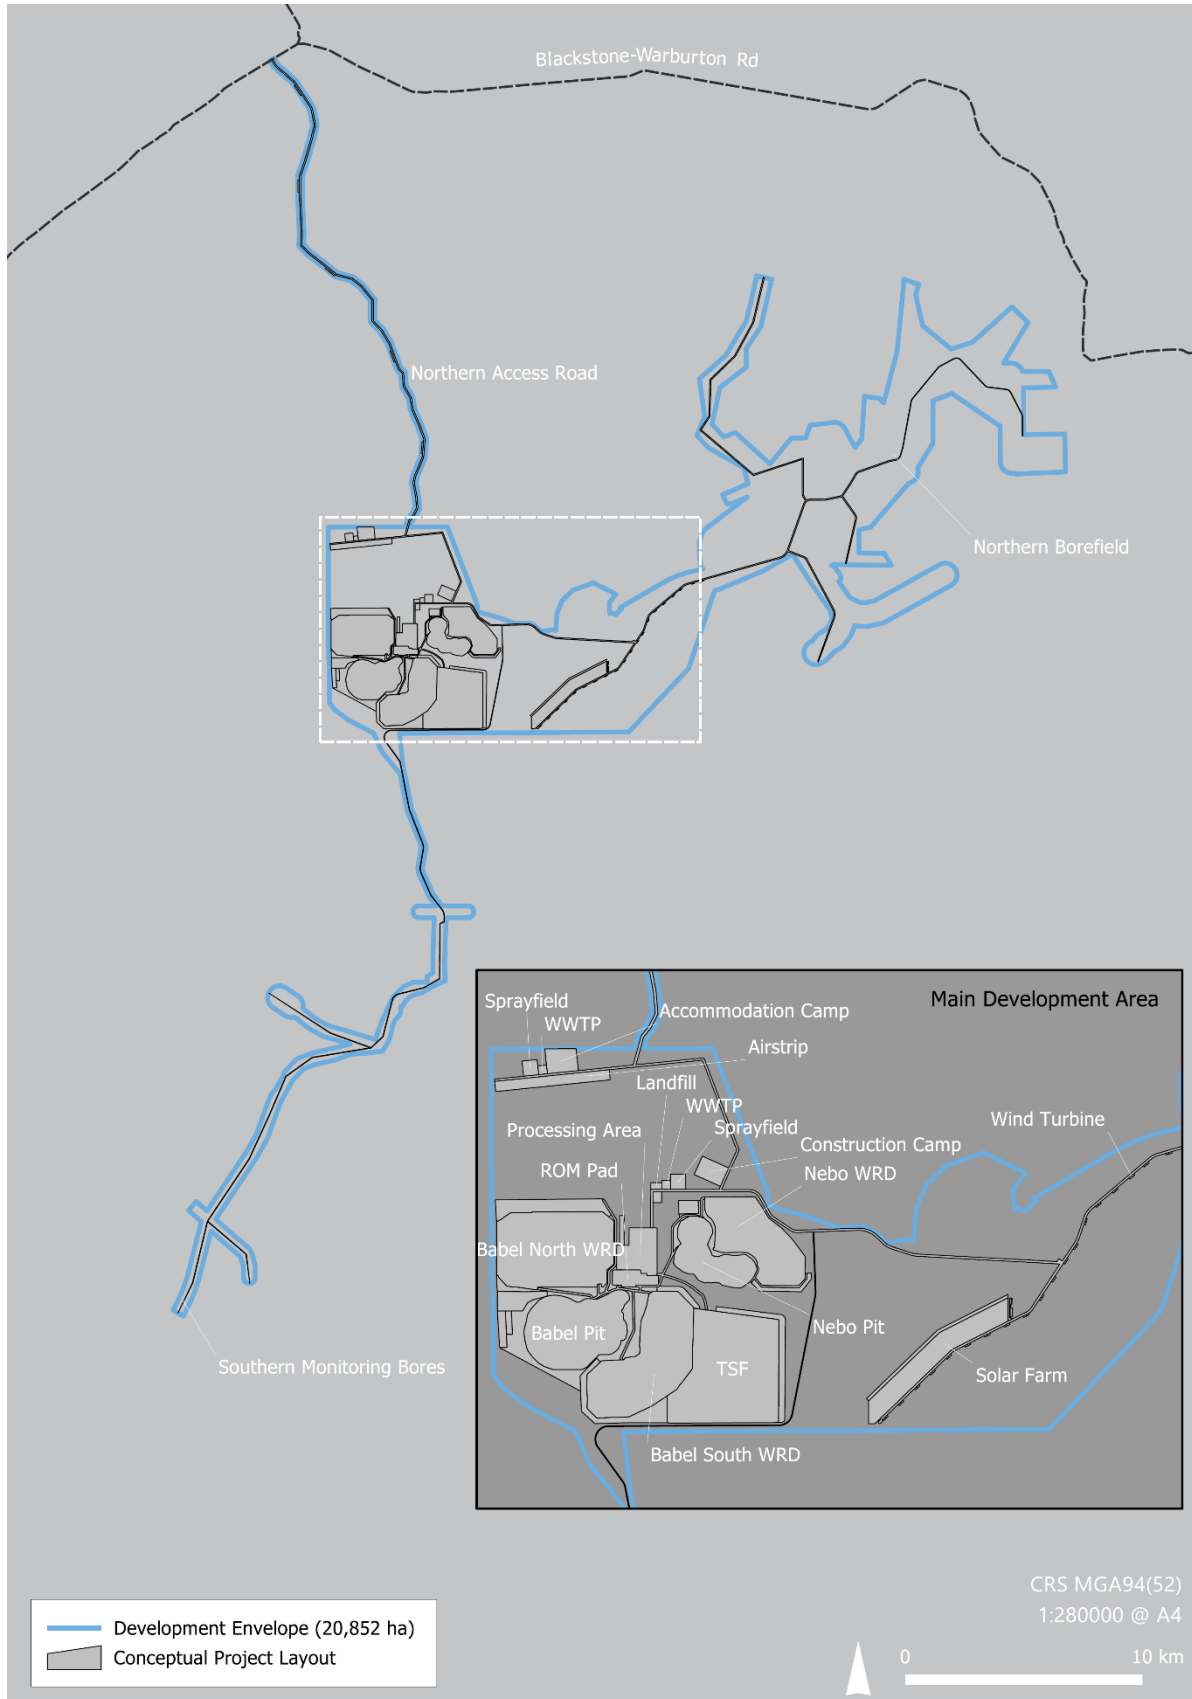 Blackstone-Warburton Rd
Northern Access Road
Northern Borefield
Main Development Area
Sprayfield
Accommodation Camp
WWTP
Airstrip
Landfill
WWTP
Wind Turbine
Processing Area
Sprayfield
Construction Camp
ROM Pad
Nebo WRD
Babel North WRD
Babel Pit
Nebo Pit
TSF
Solar Farm
Southern Monitoring Bores
Babel South WRD
CRS MGA94(52)
1:280000 @ A4
Development Envelope (20,852 ha)
Conceptual Project Layout
0 10 km